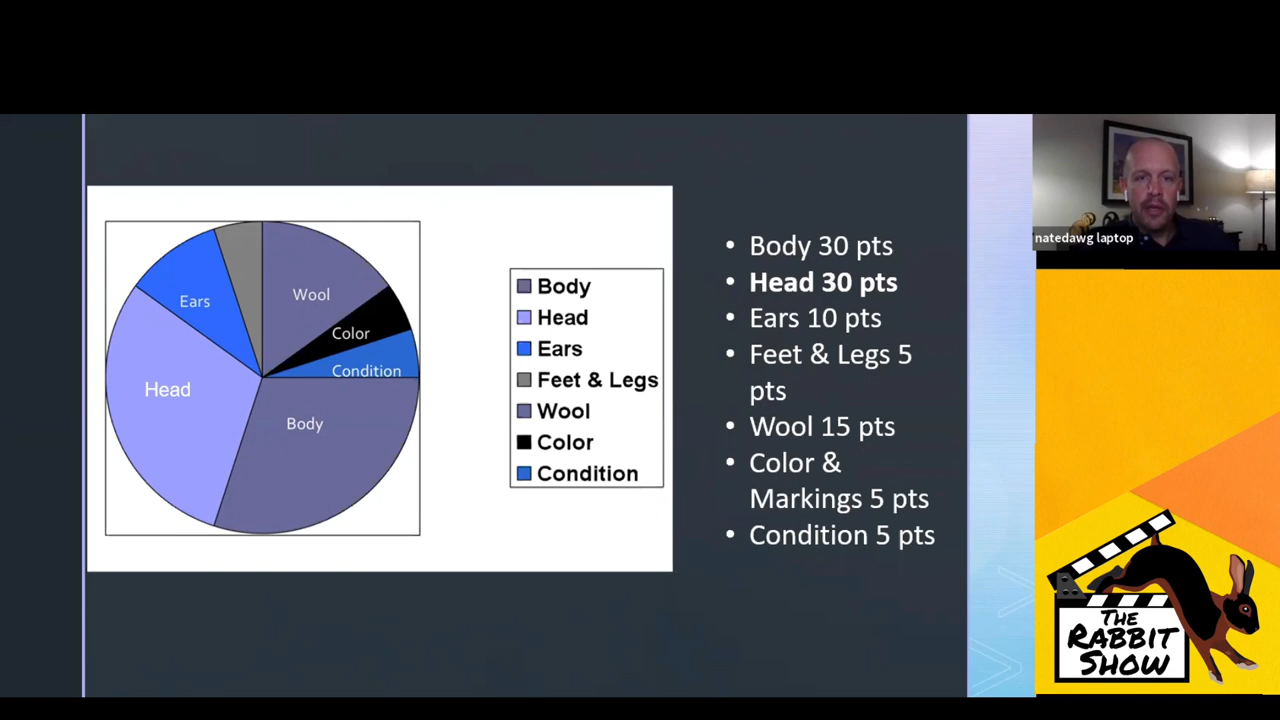 Wool
Ears
Color
Condition
Head
Body
Body
Head
Ears
Feet & Legs
Wool
Color
Condition
• Body 30 pts
• Head 30 pts
• Ears 10 pts
• Feet & Legs 5
pts
• Wool 15 pts
• Color &
Markings 5 pts
• Condition 5 pts
natedawg laptop
THE
RABBIT
SHOW